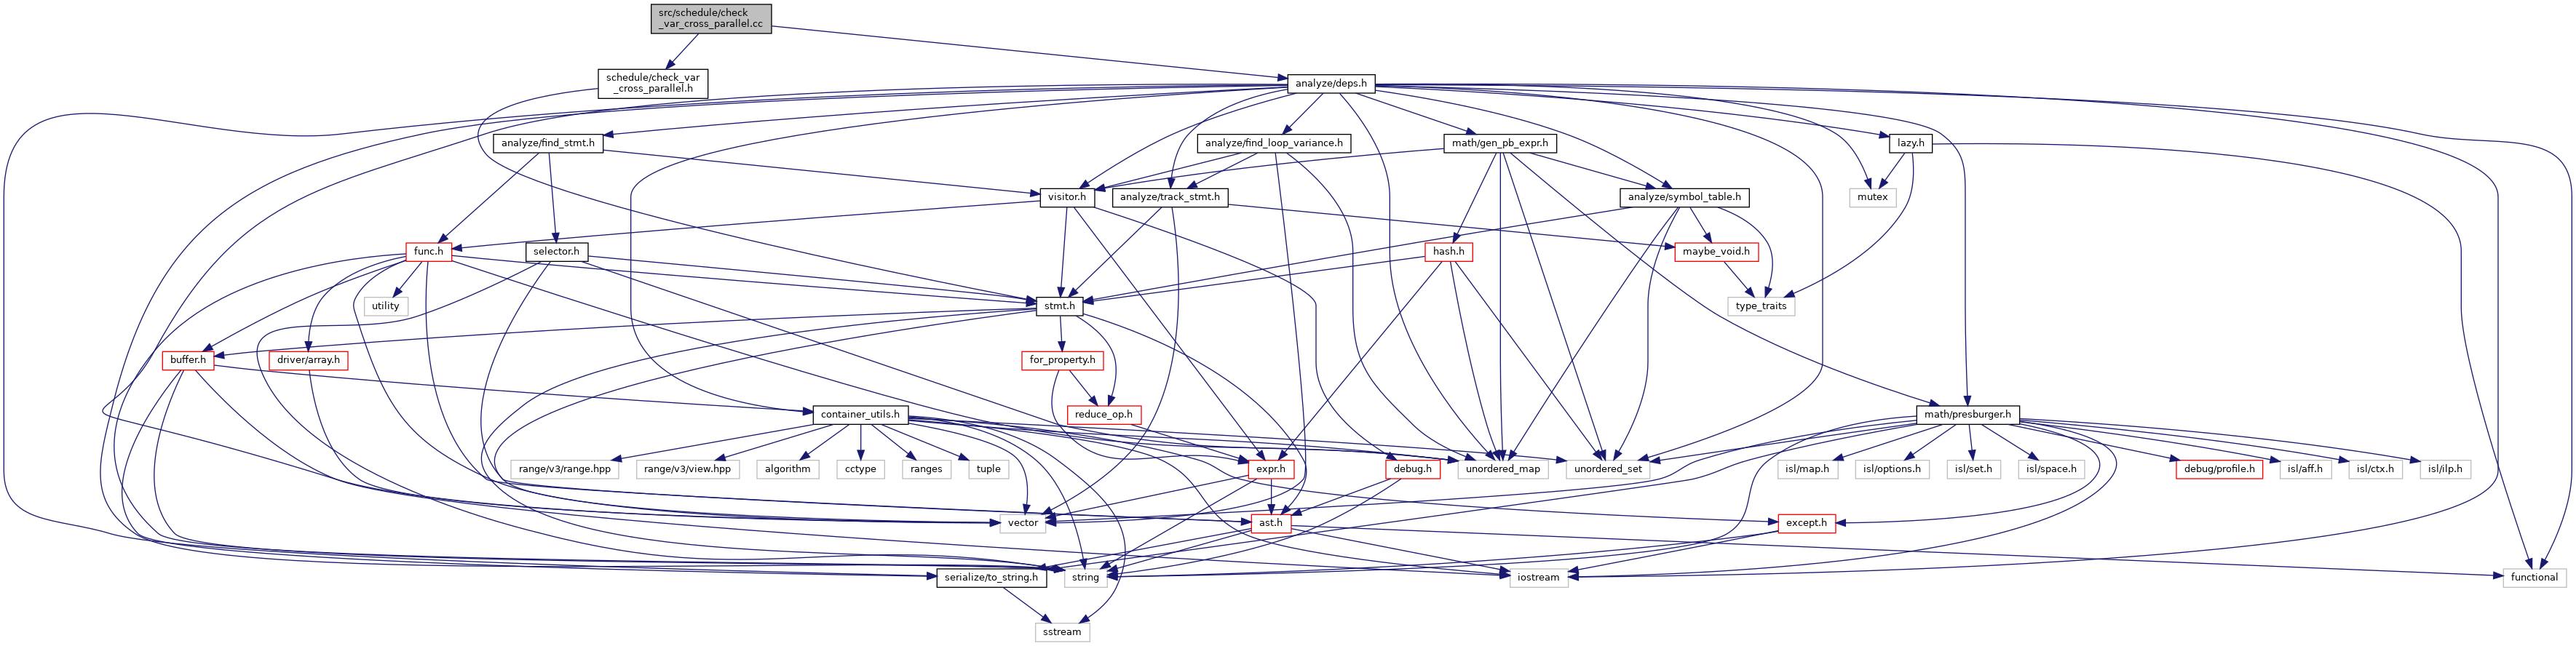 src/schedule/check
_var_cross_parallel.cc
schedule/check_var
_cross_parallel.h
analyze/deps.h
analyze/find_stmt.h
analyze/find_loop_variance.h
math/gen_pb_expr.h
lazy.h
visitor.h
analyze/track_stmt.h
analyze/symbol_table.h
mutex
func.h
selector.h
hash.h
maybe_void.h
utility
stmt.h
type_traits
buffer.h
driver/array.h
for_property.h
container_utils.h
reduce_op.h
math/presburger.h
range/v3/range.hpp
range/v3/view.hpp
algorithm
cctype
ranges
tuple
expr.h
debug.h
unordered_map
unordered_set
isl/map.h
isl/options.h
isl/set.h
isl/space.h
debug/profile.h
isl/aff.h
isl/ctx.h
isl/ilp.h
vector
ast.h
except.h
serialize/to_string.h
string
iostream
functional
sstream